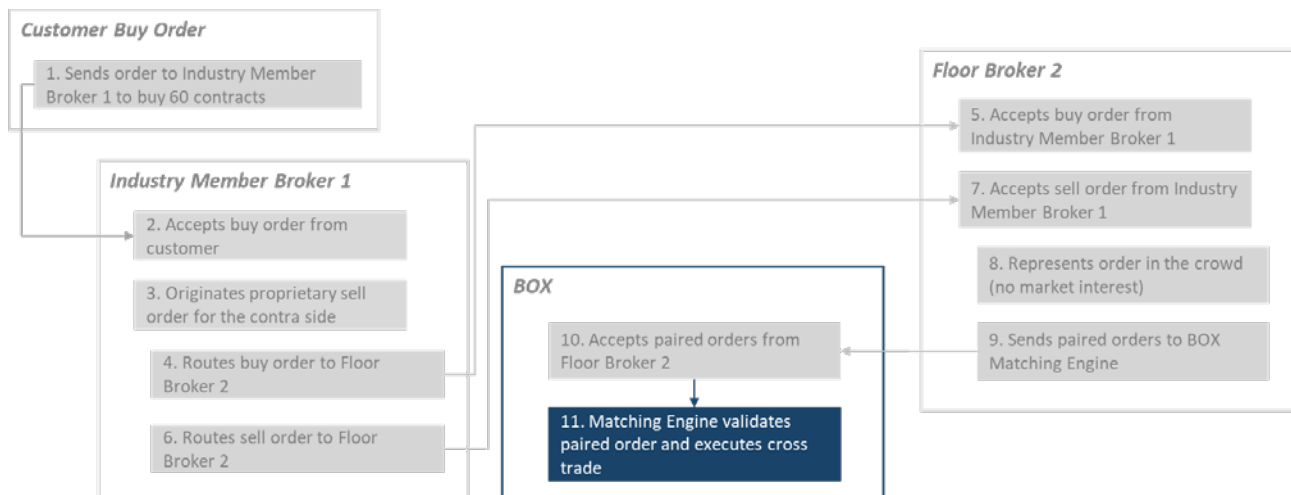 Customer Buy Order
1. Sends order to Industry Member
Broker 1 to buy 60 contracts
Industry Member Broker 1
2. Accepts buy order from
customer
3. Originates proprietary sell
order for the contra side
4. Routes buy order to Floor
Broker 2
6. Routes sell order to Floor
Broker 2
BOX
10. Accepts paired orders from
Floor Broker 2
11. Matching Engine validates
paired order and executes cross
trade
Floor Broker 2
5. Accepts buy order from
Industry Member Broker 1
7. Accepts sell order from Industry
Member Broker 1
8. Represents order in the crowd
(no market interest)
9. Sends paired orders to BOX
Matching Engine